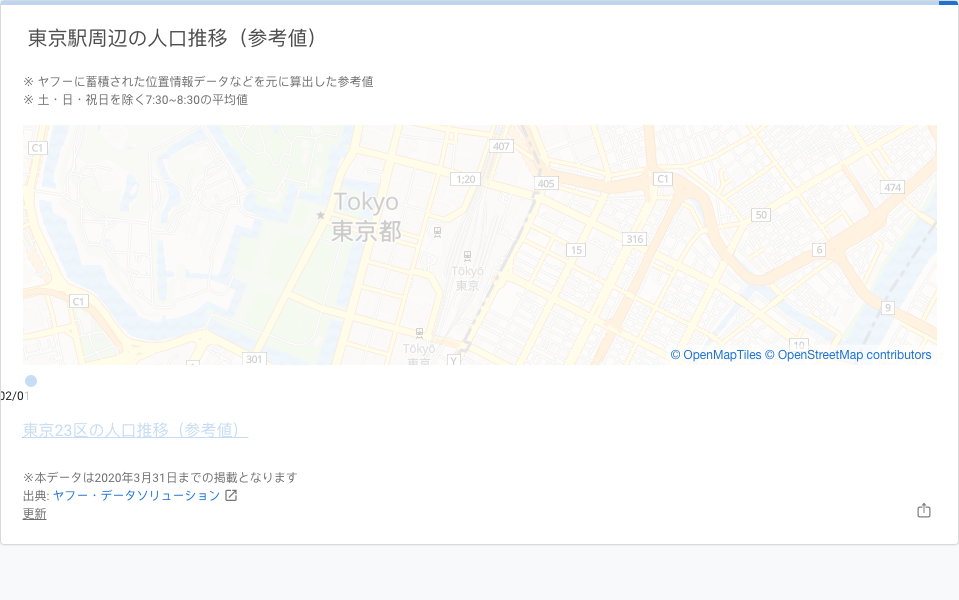 東京駅周辺の人口推移（参考値）
※ ヤフーに蓄積された位置情報データなどを元に算出した参考値
※ 土・日・祝日を除く7:30~8:30の平均値
C1
407
1;20
405
C1
474
Tokyo
東京都
50
316
15
6
Tōkyō
東京
C1
9
10
Tōkyō
東京
301
Y
© OpenMapTiles © OpenStreetMap contributors
02/01
東京23区の人口推移（参考値）
※本データは2020年3月31日までの掲載となります
出典: ヤフー・データソリューション
更新